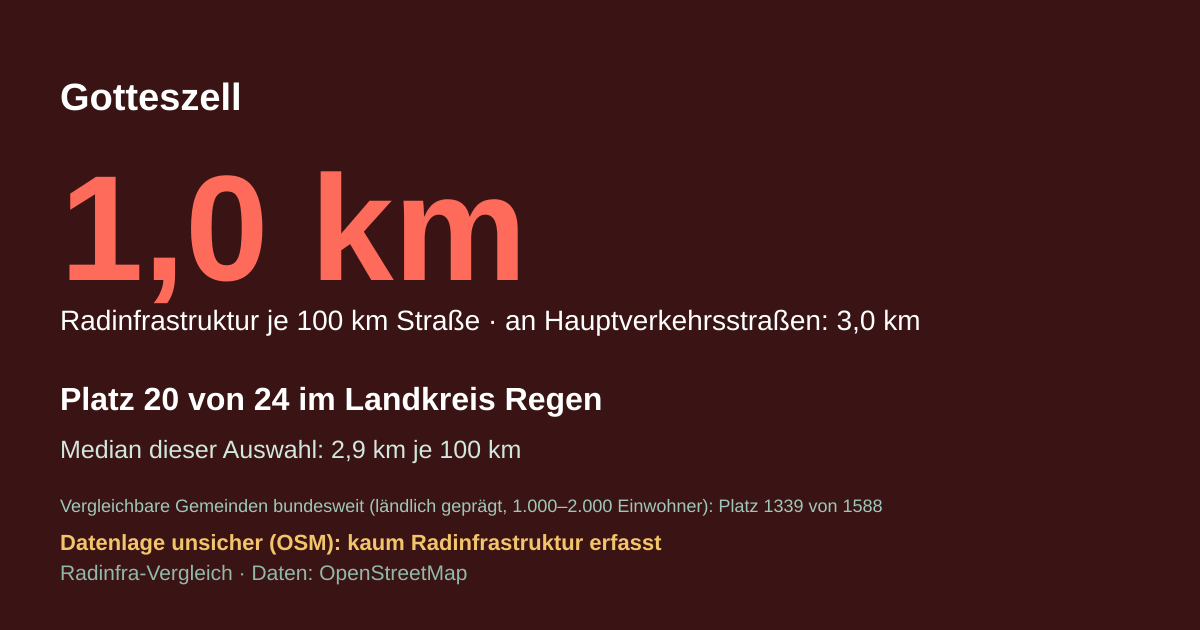 Gotteszell
1,0 km
Radinfrastruktur je 100 km Straße · an Hauptverkehrsstraßen: 3,0 km
Platz 20 von 24 im Landkreis Regen
Median dieser Auswahl: 2,9 km je 100 km
Vergleichbare Gemeinden bundesweit (ländlich geprägt, 1.000–2.000 Einwohner): Platz 1339 von 1588
Datenlage unsicher (OSM): kaum Radinfrastruktur erfasst
Radinfra-Vergleich · Daten: OpenStreetMap